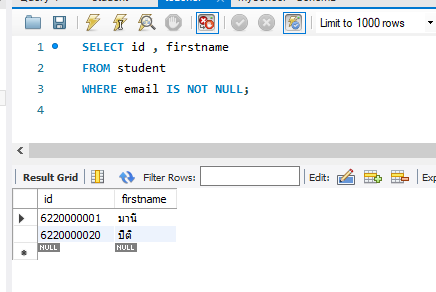 Limit to 1000 rows
1 SELECT id , firstname
2 FROM student
3 WHERE email IS NOT NULL;
4
Result Grid Filter Rows: Edit:
id firstname
6220000001 มานี
6220000020 ปิติ
NULL NULL